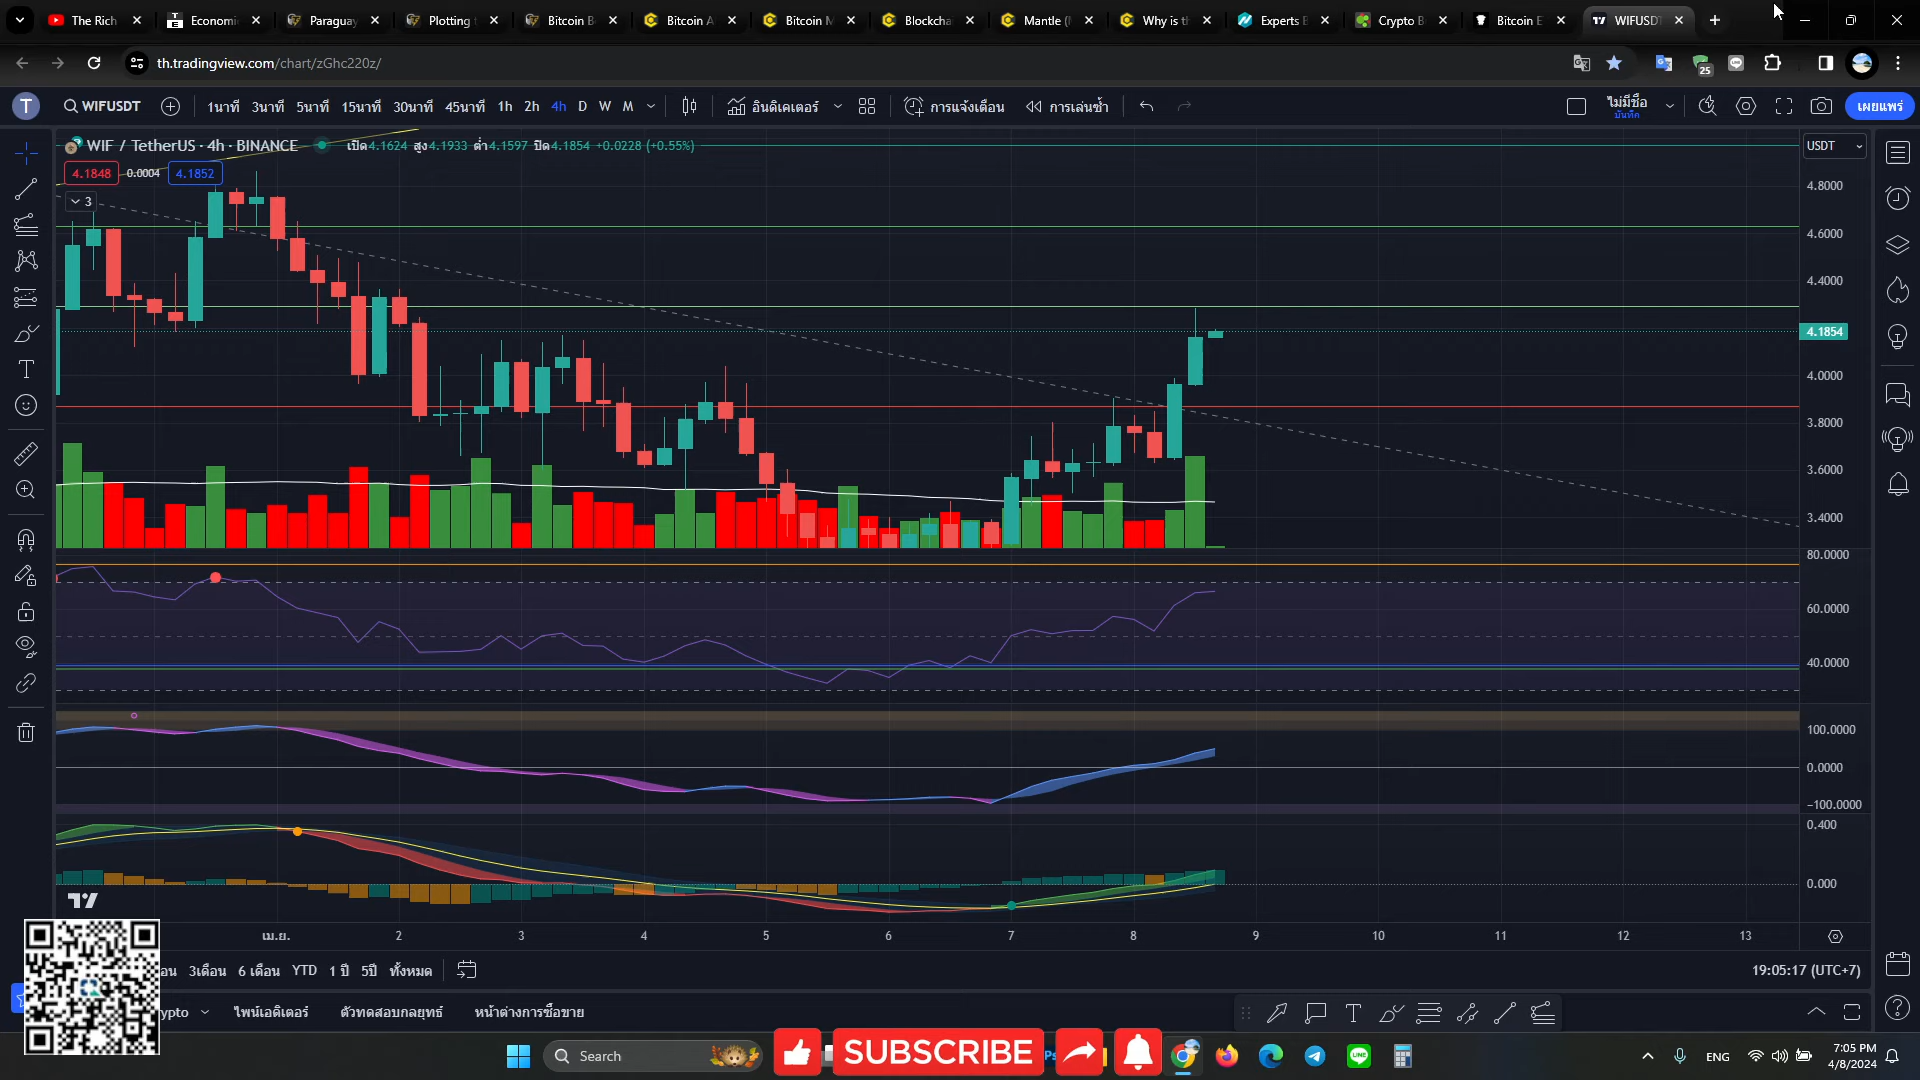 The Rich
Economi
Paraguay
Plotting
Bitcoin B
Bitcoin A
Bitcoin M
Blockchai
Mantle (
Why is t
Experts B
Crypto B
Bitcoin E
WIFUSDT
th.tradingview.com/chart/zGhc220z/
25
T
WIFUSDT
1นาที
3นาที
5นาที
15นาที
30นาที
45นาที
1h
2h
4h
D
W
M
อินดิเคเตอร์
การแจ้งเตือน
การเล่นซ้ำ
ไม่มีชื่อ
บันทึก
เผยแพร่
WIF / TetherUS · 4h · BINANCE
เปิด4.1624 สูง4.1933 ต่ำ4.1597 ปิด4.1854 +0.0228 (+0.55%)
4.1848
0.0004
4.1852
3
USDT
4.8000
4.6000
4.4000
4.1854
4.0000
3.8000
3.6000
3.4000
80.0000
60.0000
40.0000
100.0000
0.0000
−100.0000
0.400
0.000
เม.ย.
2
3
4
5
6
7
8
9
10
11
12
13
3เดือน
6 เดือน
YTD
1 ปี
5ปี
ทั้งหมด
19:05:17 (UTC+7)
ypto
ไพน์เอดิเตอร์
ตัวทดสอบกลยุทธ์
หน้าต่างการซื้อขาย
Search
SUBSCRIBE
LINE
ENG
7:05 PM
4/8/2024